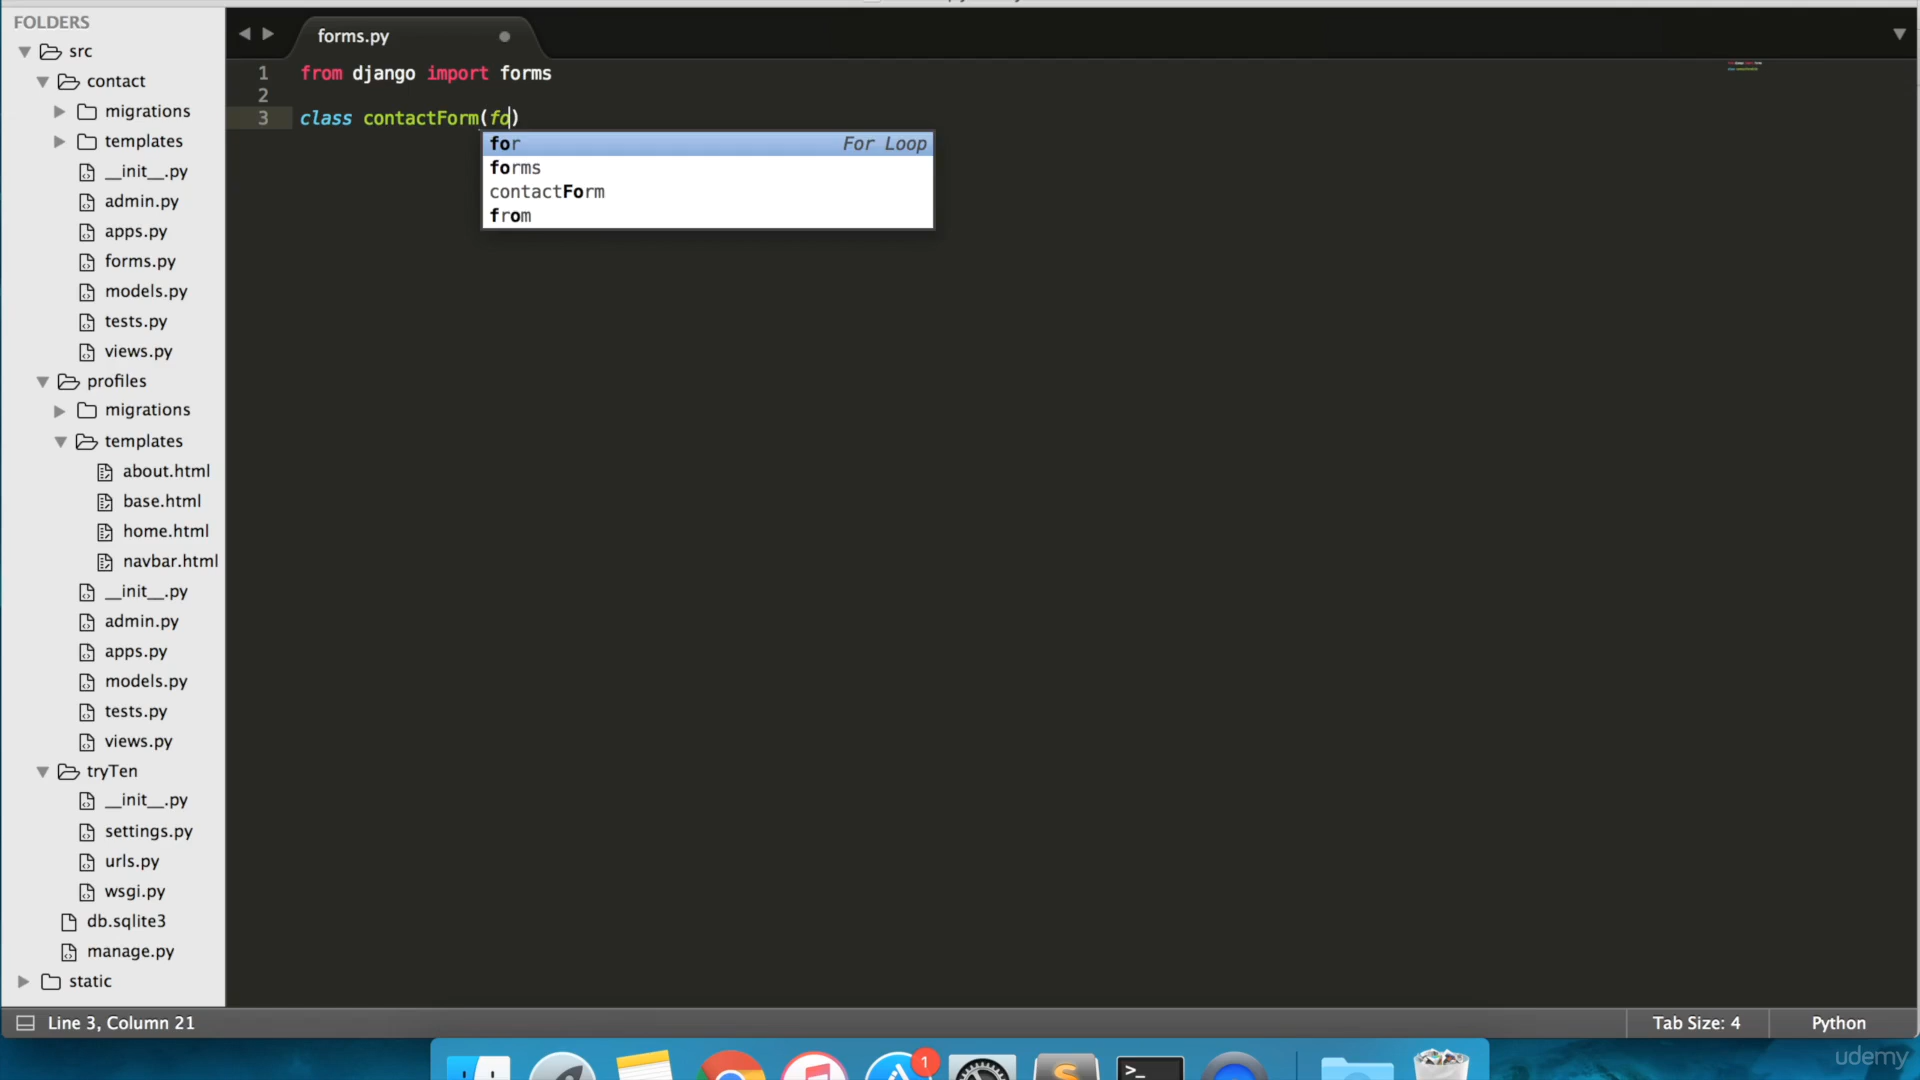 FOLDERS
src
contact
migrations
templates
__init__.py
admin.py
apps.py
forms.py
models.py
tests.py
views.py
profiles
migrations
templates
about.html
base.html
home.html
navbar.html
__init__.py
admin.py
apps.py
models.py
tests.py
views.py
tryTen
__init__.py
settings.py
urls.py
wsgi.py
db.sqlite3
manage.py
static
forms.py
1 from django import forms
2
3 class contactForm(fo)
for For Loop
forms
contactForm
from
Line 3, Column 21
Tab Size: 4
Python
1
>_
S
udemy